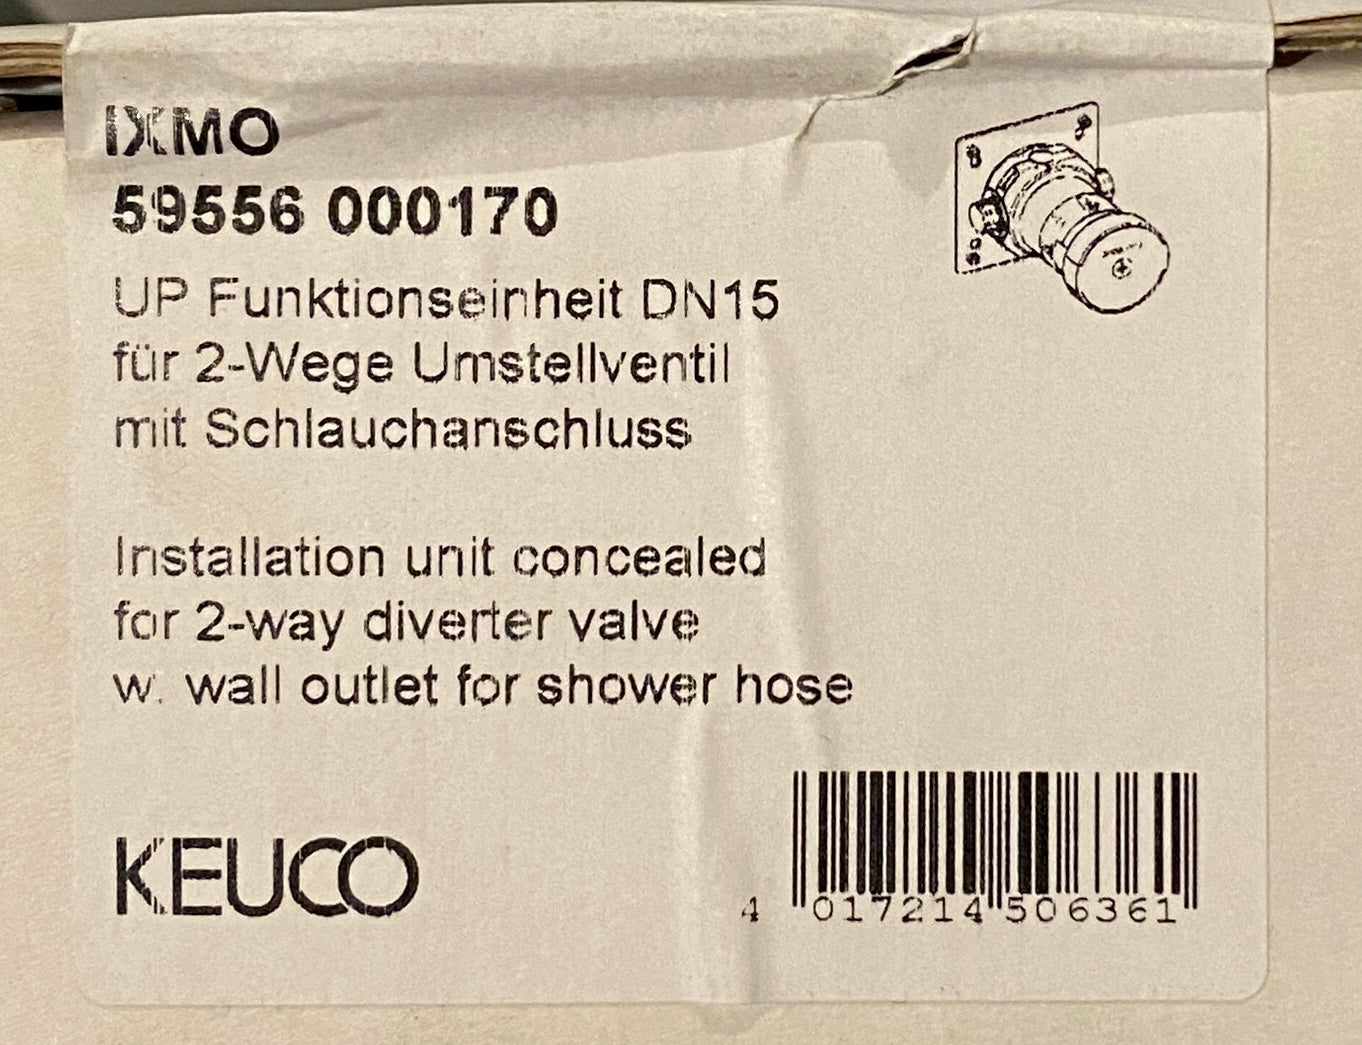 IXMO
59556 000170
UP Funktionseinheit DN15
für 2-Wege Umstellventil
mit Schlauchanschluss
Installation unit concealed
for 2-way diverter valve
w. wall outlet for shower hose
KEUCO
4 017214 506361